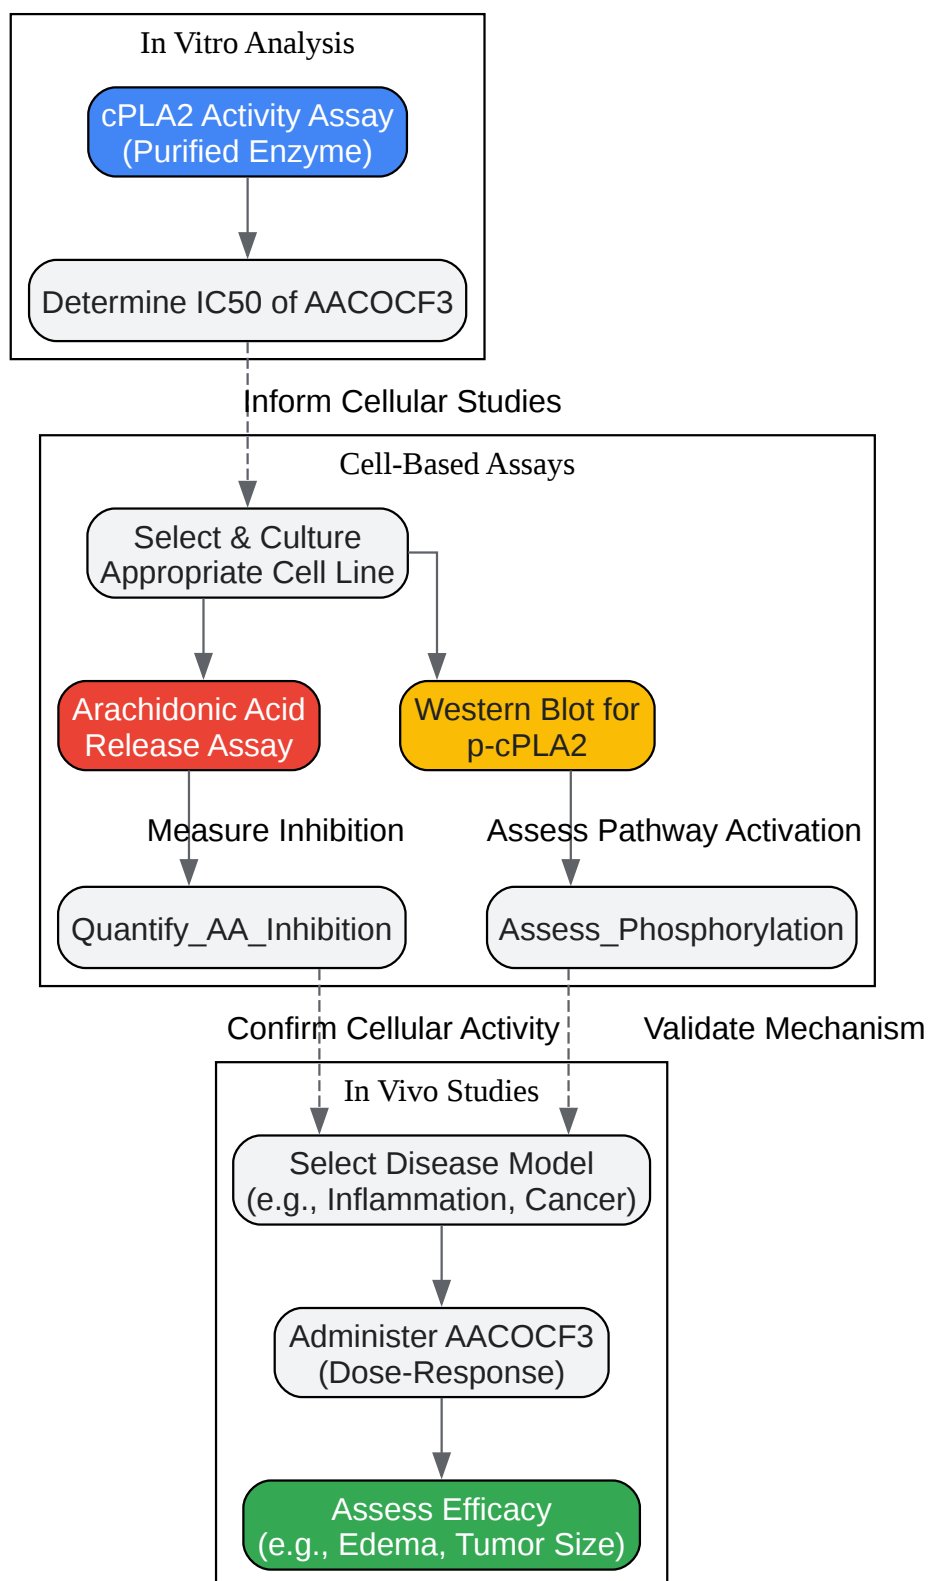 In Vitro Analysis
cPLA2 Activity Assay
(Purified Enzyme)
Determine IC50 of AACOCF3
Inform Cellular Studies
Cell-Based Assays
Select & Culture
Appropriate Cell Line
Arachidonic Acid
Release Assay
Western Blot for
p-cPLA2
Measure Inhibition
Assess Pathway Activation
Quantify_AA_Inhibition
Assess_Phosphorylation
Confirm Cellular Activity
Validate Mechanism
In Vivo Studies
Select Disease Model
(e.g., Inflammation, Cancer)
Administer AACOCF3
(Dose-Response)
Assess Efficacy
(e.g., Edema, Tumor Size)